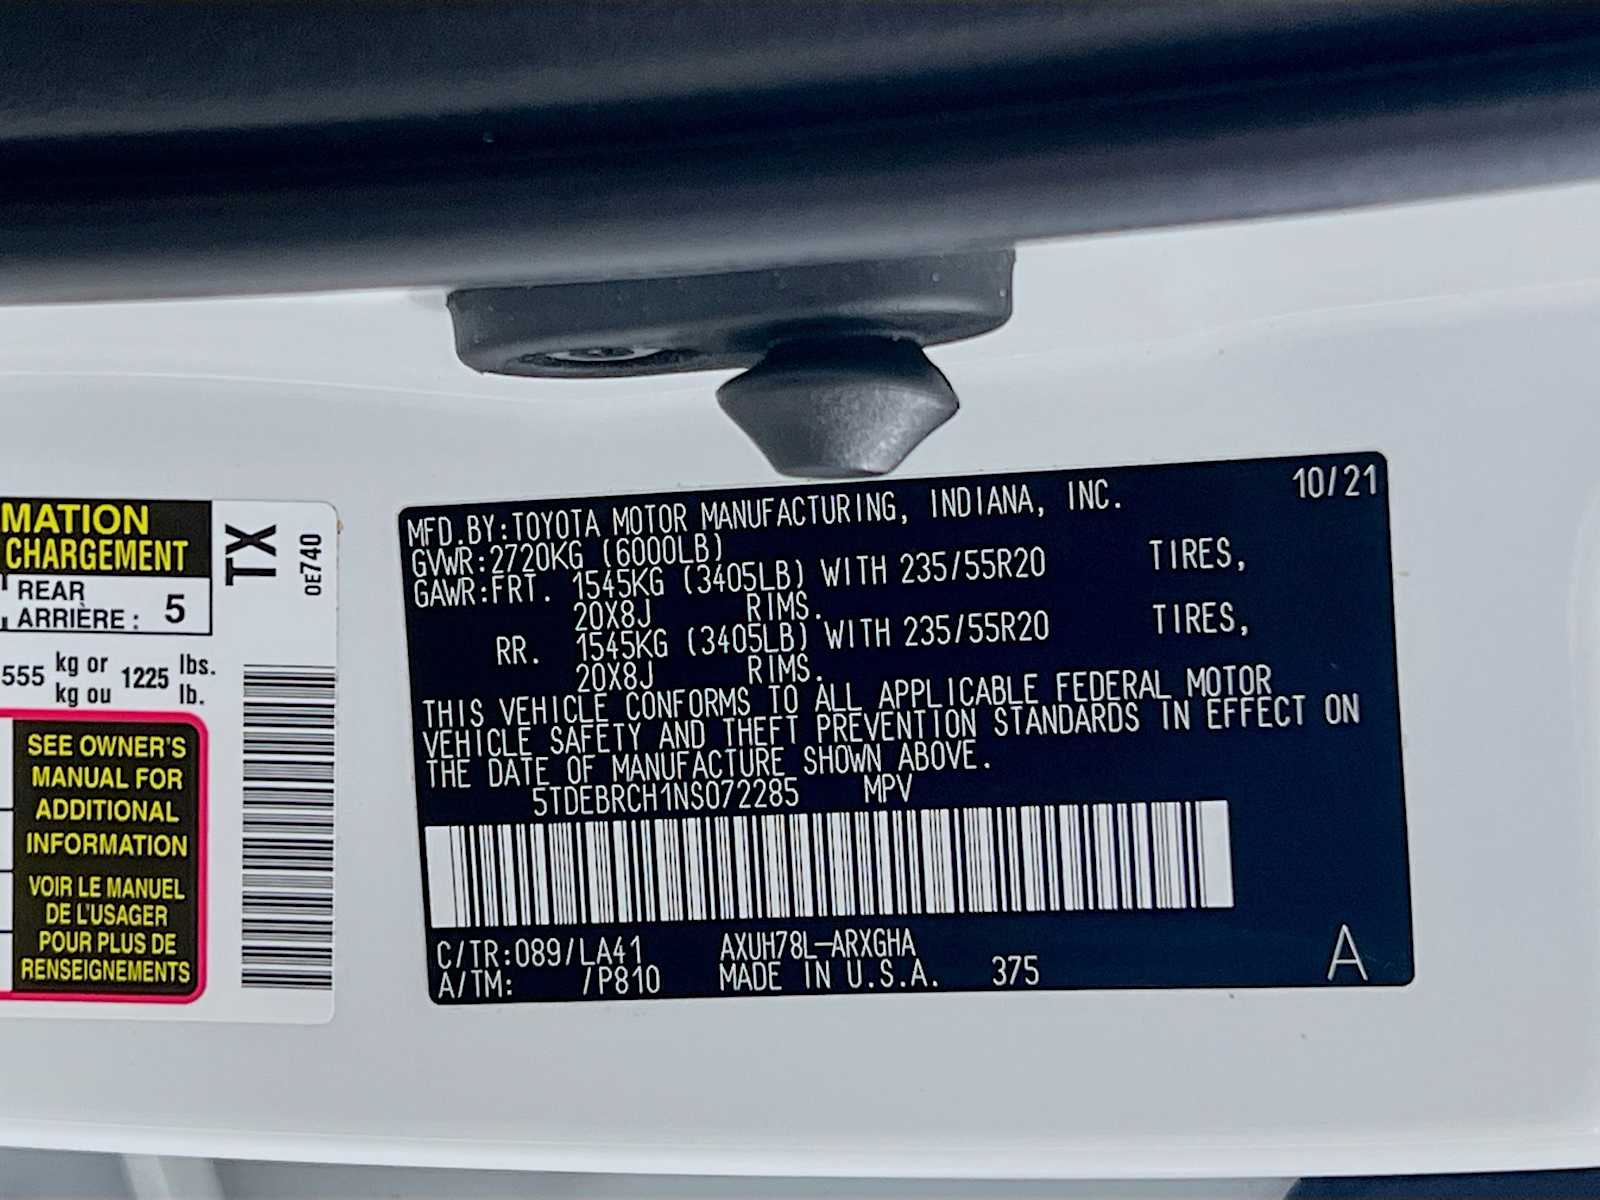 MATION
CHARGEMENT
REAR
ARRIÈRE : 5
555 kg or 1225 lbs.
kg ou lb.
SEE OWNER'S
MANUAL FOR
ADDITIONAL
INFORMATION
VOIR LE MANUEL
DE L'USAGER
POUR PLUS DE
RENSEIGNEMENTS
TX
0E740
MFD.BY:TOYOTA MOTOR MANUFACTURING, INDIANA, INC. 10/21
GVWR:2720KG (6000LB)
GAWR:FRT. 1545KG (3405LB) WITH 235/55R20 TIRES,
20X8J RIMS.
RR. 1545KG (3405LB) WITH 235/55R20 TIRES,
20X8J RIMS.
THIS VEHICLE CONFORMS TO ALL APPLICABLE FEDERAL MOTOR
VEHICLE SAFETY AND THEFT PREVENTION STANDARDS IN EFFECT ON
THE DATE OF MANUFACTURE SHOWN ABOVE.
5TDEBRCH1NS072285 MPV
C/TR:089/LA41 AXUH78L-ARXGHA
A/TM: /P810 MADE IN U.S.A. 375 A